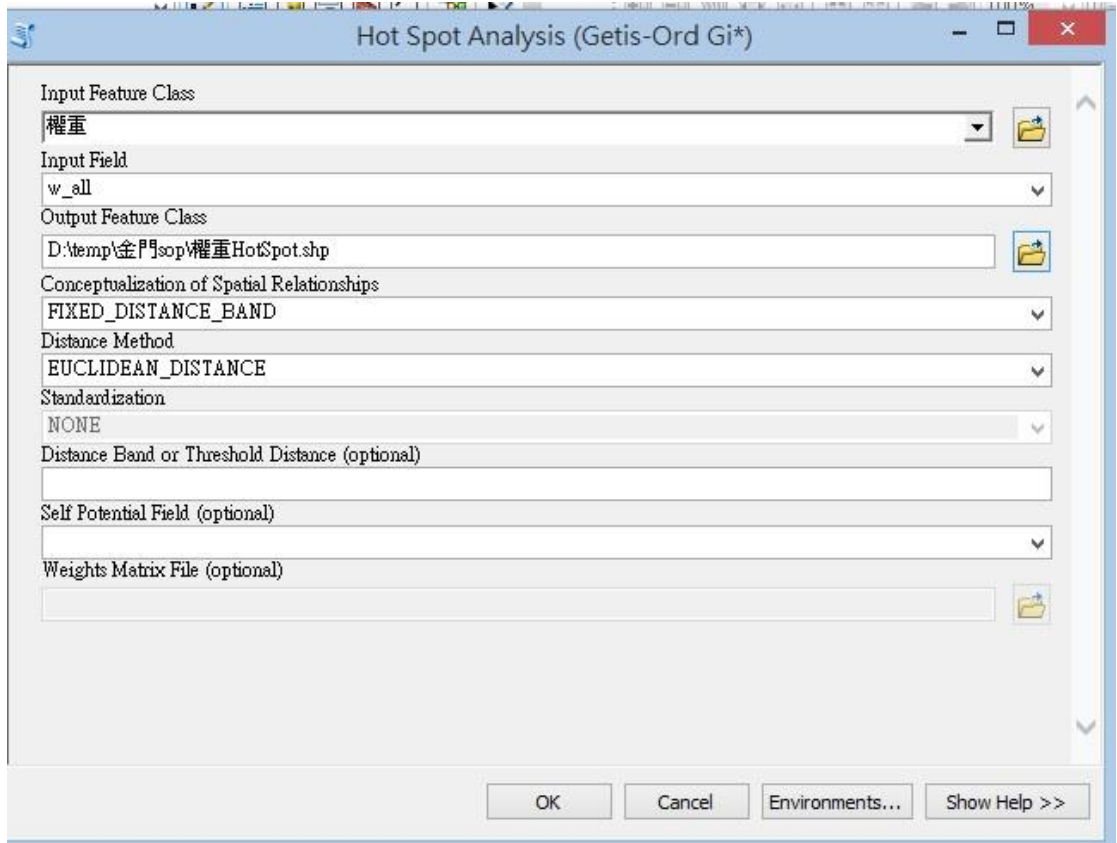 Hot Spot Analysis (Getis-Ord Gi*)
Input Feature Class
櫂重
Input Field
w_all
Output Feature Class
D:\temp\金門sop\櫂重HotSpot.shp
Conceptualization of Spatial Relationships
FIXED_DISTANCE_BAND
Distance Method
EUCLIDEAN_DISTANCE
Standardization
NONE
Distance Band or Threshold Distance (optional)
Self Potential Field (optional)
Weights Matrix File (optional)
OK Cancel Environments... Show Help >>